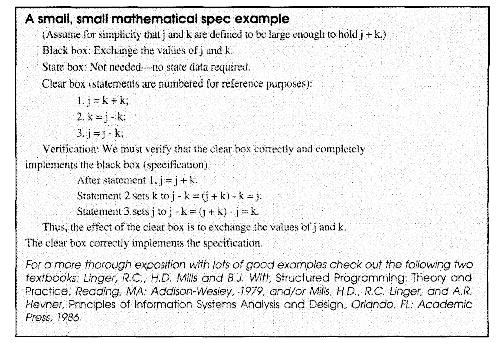 A small, small mathematical spec example
(Assume for simplicity that j and k are defined to be large enough to hold j + k.)
Black box: Exchange the values of j and k.
State box: Not needed—no state data required.
Clear box (statements are numbered for reference purposes):
1. j = k + k;
2. k = j - k;
3. j = j - k;
Verification: We must verify that the clear box correctly and completely
implements the black box (specification).
After statement 1, j = j + k.
Statement 2 sets k to j - k = (j + k) - k = j.
Statement 3 sets j to j - k = (j + k) - j = k.
Thus, the effect of the clear box is to exchange the values of j and k.
The clear box correctly implements the specification.
For a more thorough exposition with lots of good examples check out the following two
textbooks: Linger, R.C., H.D. Mills and B.J. Witt, Structured Programming: Theory and
Practice, Reading, MA: Addison-Wesley, 1979, and/or Mills, H.D., R.C. Linger, and A.R.
Hevner, Principles of Information Systems Analysis and Design, Orlando, FL: Academic
Press, 1986.